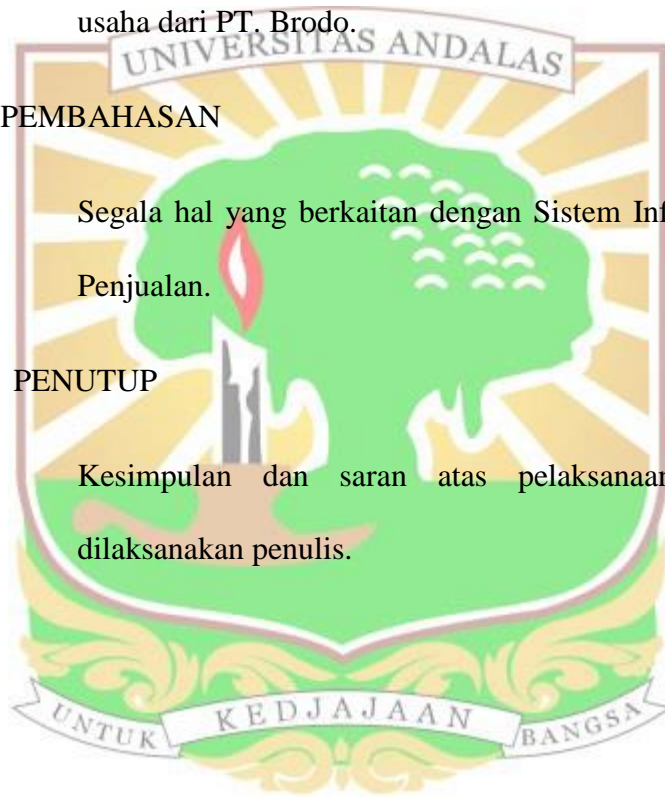 usaha dari PT. Brodo.
UNIVERSITAS ANDALAS
PEMBAHASAN
Segala hal yang berkaitan dengan Sistem Inf
Penjualan.
PENUTUP
Kesimpulan dan saran atas pelaksanaan
dilaksanakan penulis.
UNTUK KEDJAJAAN BANGSA